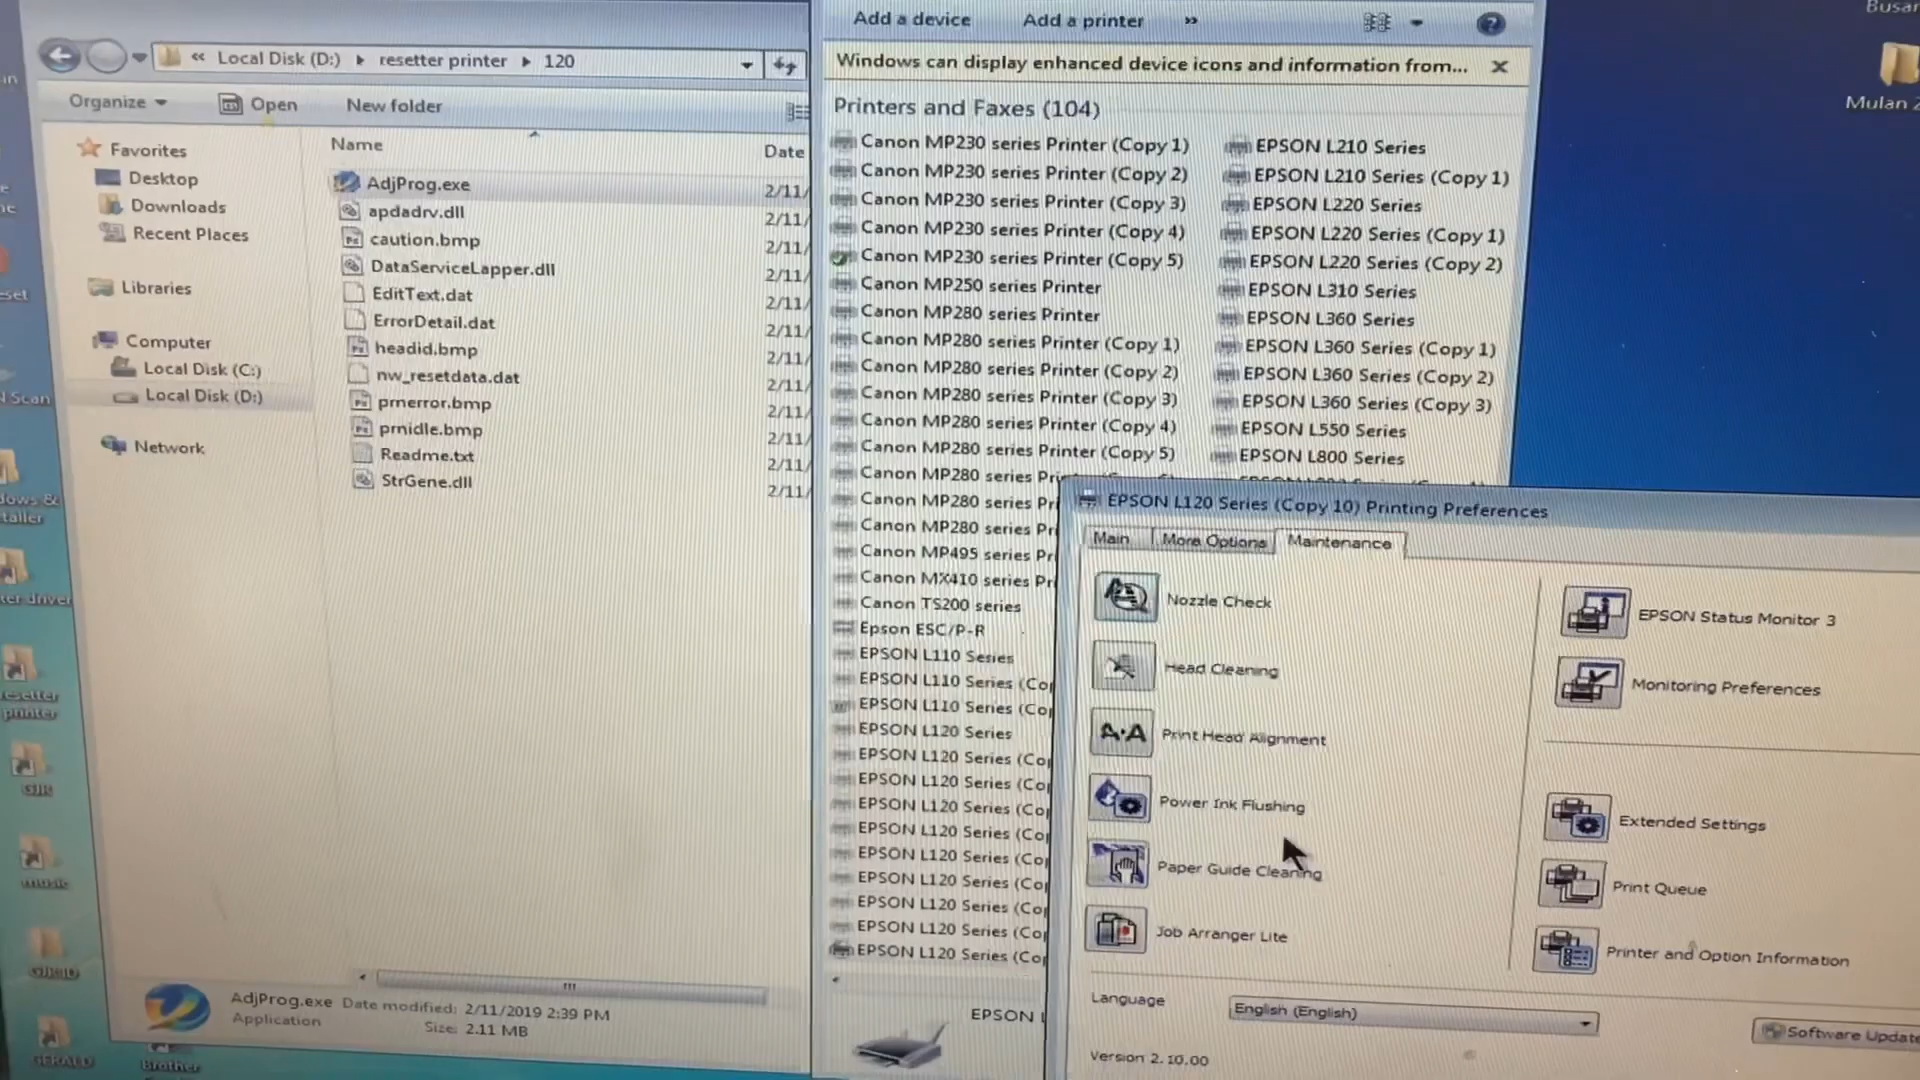 Local Disk (D:) resetter printer 120
Organize Open New folder
Name Date
Favorites
Desktop
Downloads
Recent Places
Libraries
Computer
Local Disk (C:)
Local Disk (D:)
Network
AdjProg.exe 2/11/
apdadrv.dll 2/11/
caution.bmp 2/11/
DataServiceLapper.dll 2/11/
EditText.dat 2/11/
ErrorDetail.dat 2/11/
headid.bmp 2/11/
nw_resetdata.dat 2/11/
prnerror.bmp 2/11/
prnidle.bmp 2/11/
Readme.txt 2/11/
StrGene.dll 2/11/
AdjProg.exe Date modified: 2/11/2019 2:39 PM
Application Size: 2.11 MB
Add a device Add a printer »
Windows can display enhanced device icons and information from...
Printers and Faxes (104)
Canon MP230 series Printer (Copy 1)
Canon MP230 series Printer (Copy 2)
Canon MP230 series Printer (Copy 3)
Canon MP230 series Printer (Copy 4)
Canon MP230 series Printer (Copy 5)
Canon MP250 series Printer
Canon MP280 series Printer
Canon MP280 series Printer (Copy 1)
Canon MP280 series Printer (Copy 2)
Canon MP280 series Printer (Copy 3)
Canon MP280 series Printer (Copy 4)
Canon MP280 series Printer (Copy 5)
Canon MP280 series Prin
Canon MP280 series Pr
Canon MP280 series Pr
Canon MP495 series Pr
Canon MX410 series Pr
Canon TS200 series
Epson ESC/P-R
EPSON L110 Series
EPSON L110 Series (Co
EPSON L110 Series (Co
EPSON L120 Series
EPSON L120 Series (Co
EPSON L120 Series (Co
EPSON L120 Series (Co
EPSON L120 Series (Co
EPSON L120 Series (Co
EPSON L120 Series (Co
EPSON L120 Series (Co
EPSON L120 Series (Co
EPSON L120 Series (Co
EPSON L210 Series
EPSON L210 Series (Copy 1)
EPSON L220 Series
EPSON L220 Series (Copy 1)
EPSON L220 Series (Copy 2)
EPSON L310 Series
EPSON L360 Series
EPSON L360 Series (Copy 1)
EPSON L360 Series (Copy 2)
EPSON L360 Series (Copy 3)
EPSON L550 Series
EPSON L800 Series
EPSON L
EPSON L120 Series (Copy 10) Printing Preferences
Main More Options Maintenance
Nozzle Check
Head Cleaning
Print Head Alignment
Power Ink Flushing
Paper Guide Cleaning
Job Arranger Lite
EPSON Status Monitor 3
Monitoring Preferences
Extended Settings
Print Queue
Printer and Option Information
Language English (English)
Software Update
Version 2.10.00
Busar
Mulan 2
Scan
resetter
printer
GJR
music
GERALD
Brother